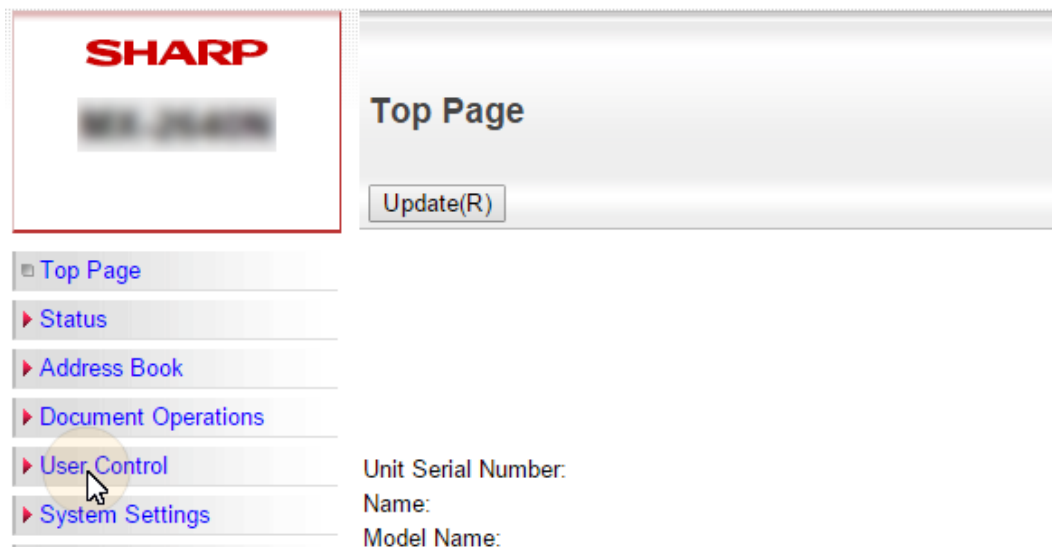 SHARP
Top Page
Update(R)
Top Page
Status
Address Book
Document Operations
User Control
System Settings
Unit Serial Number:
Name:
Model Name: